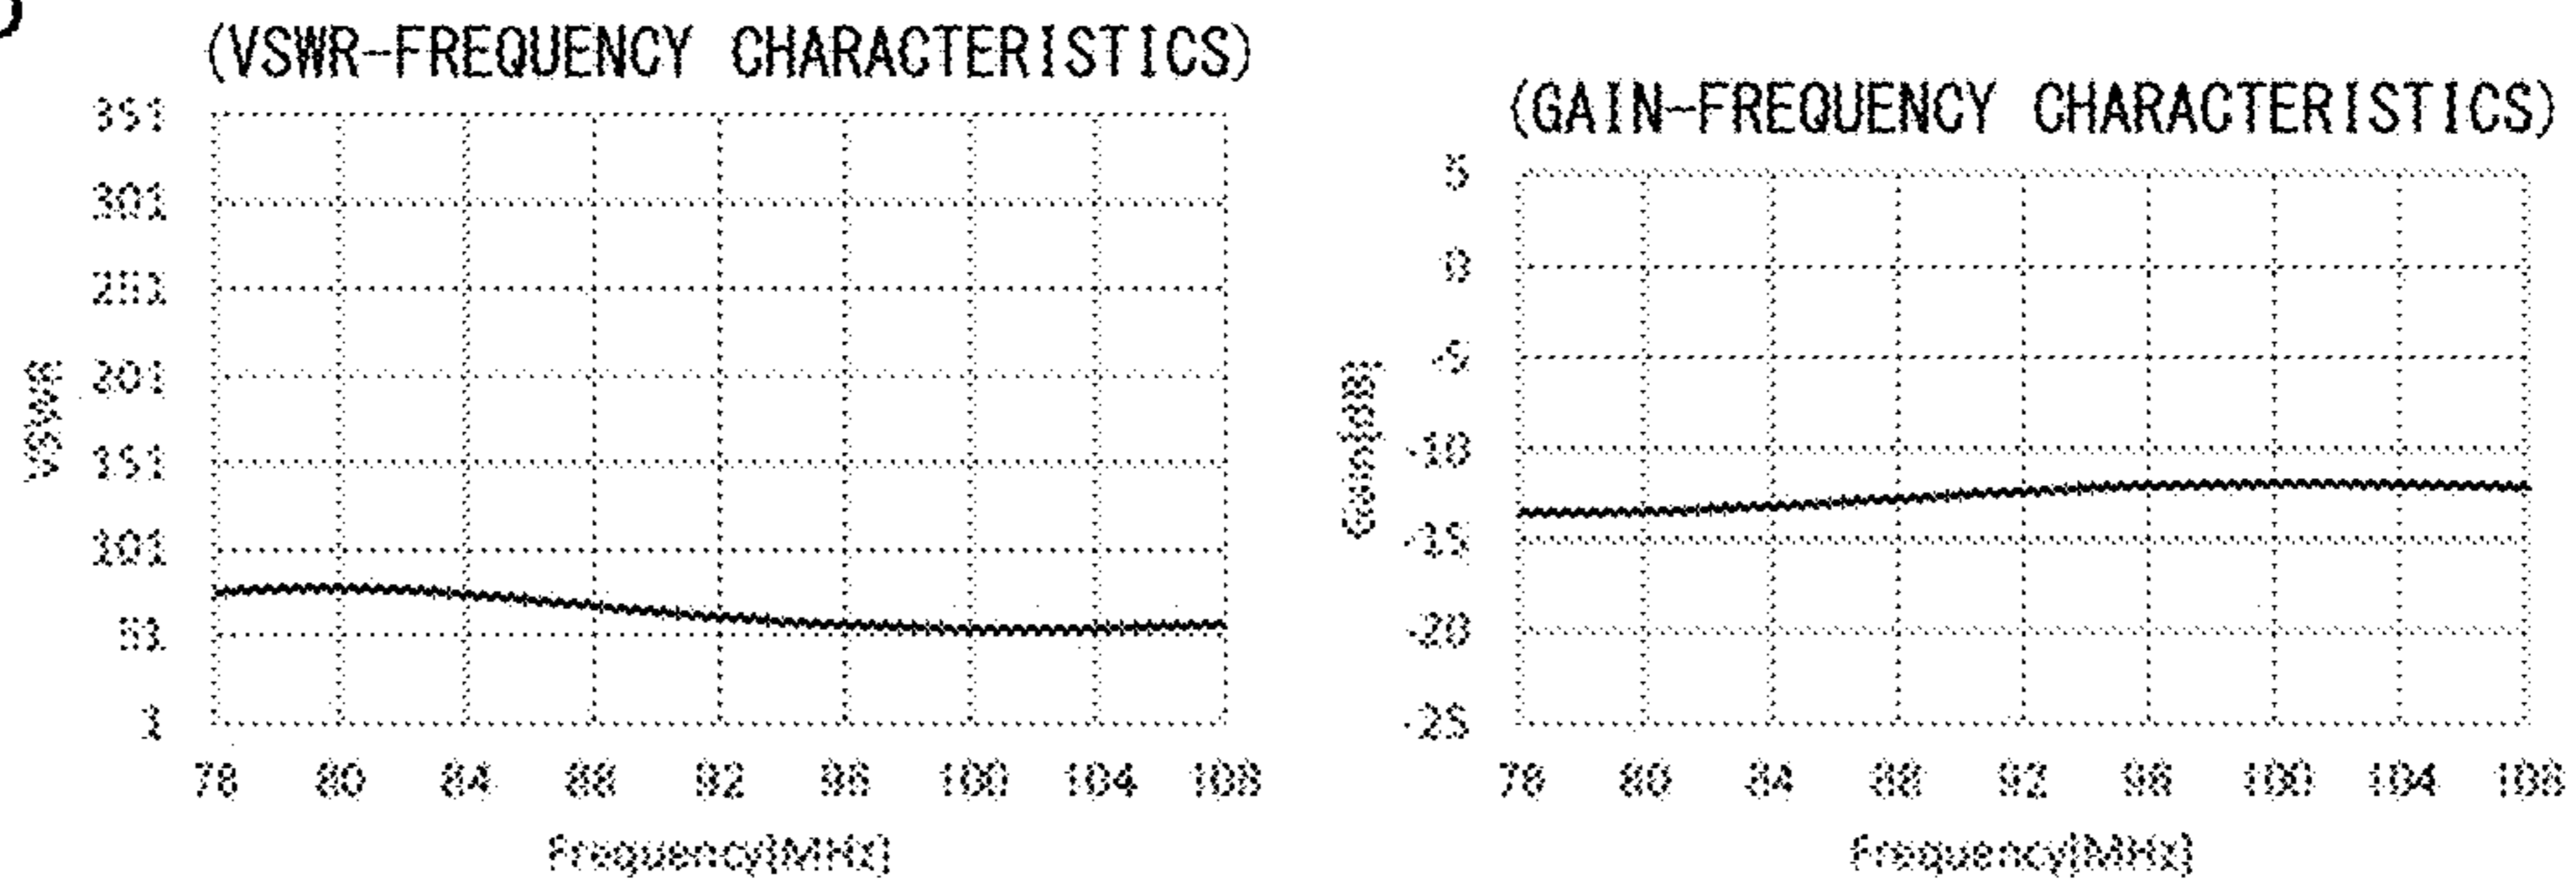 )
(VSWR-FREQUENCY CHARACTERISTICS)
351
301
251
201
151
101
51
1
VSWR
76 80 84 88 92 96 100 104 108
Frequency[MHz]
(GAIN-FREQUENCY CHARACTERISTICS)
5
0
-5
-10
-15
-20
-25
Gain[dB]
76 80 84 88 92 96 100 104 108
Frequency[MHz]